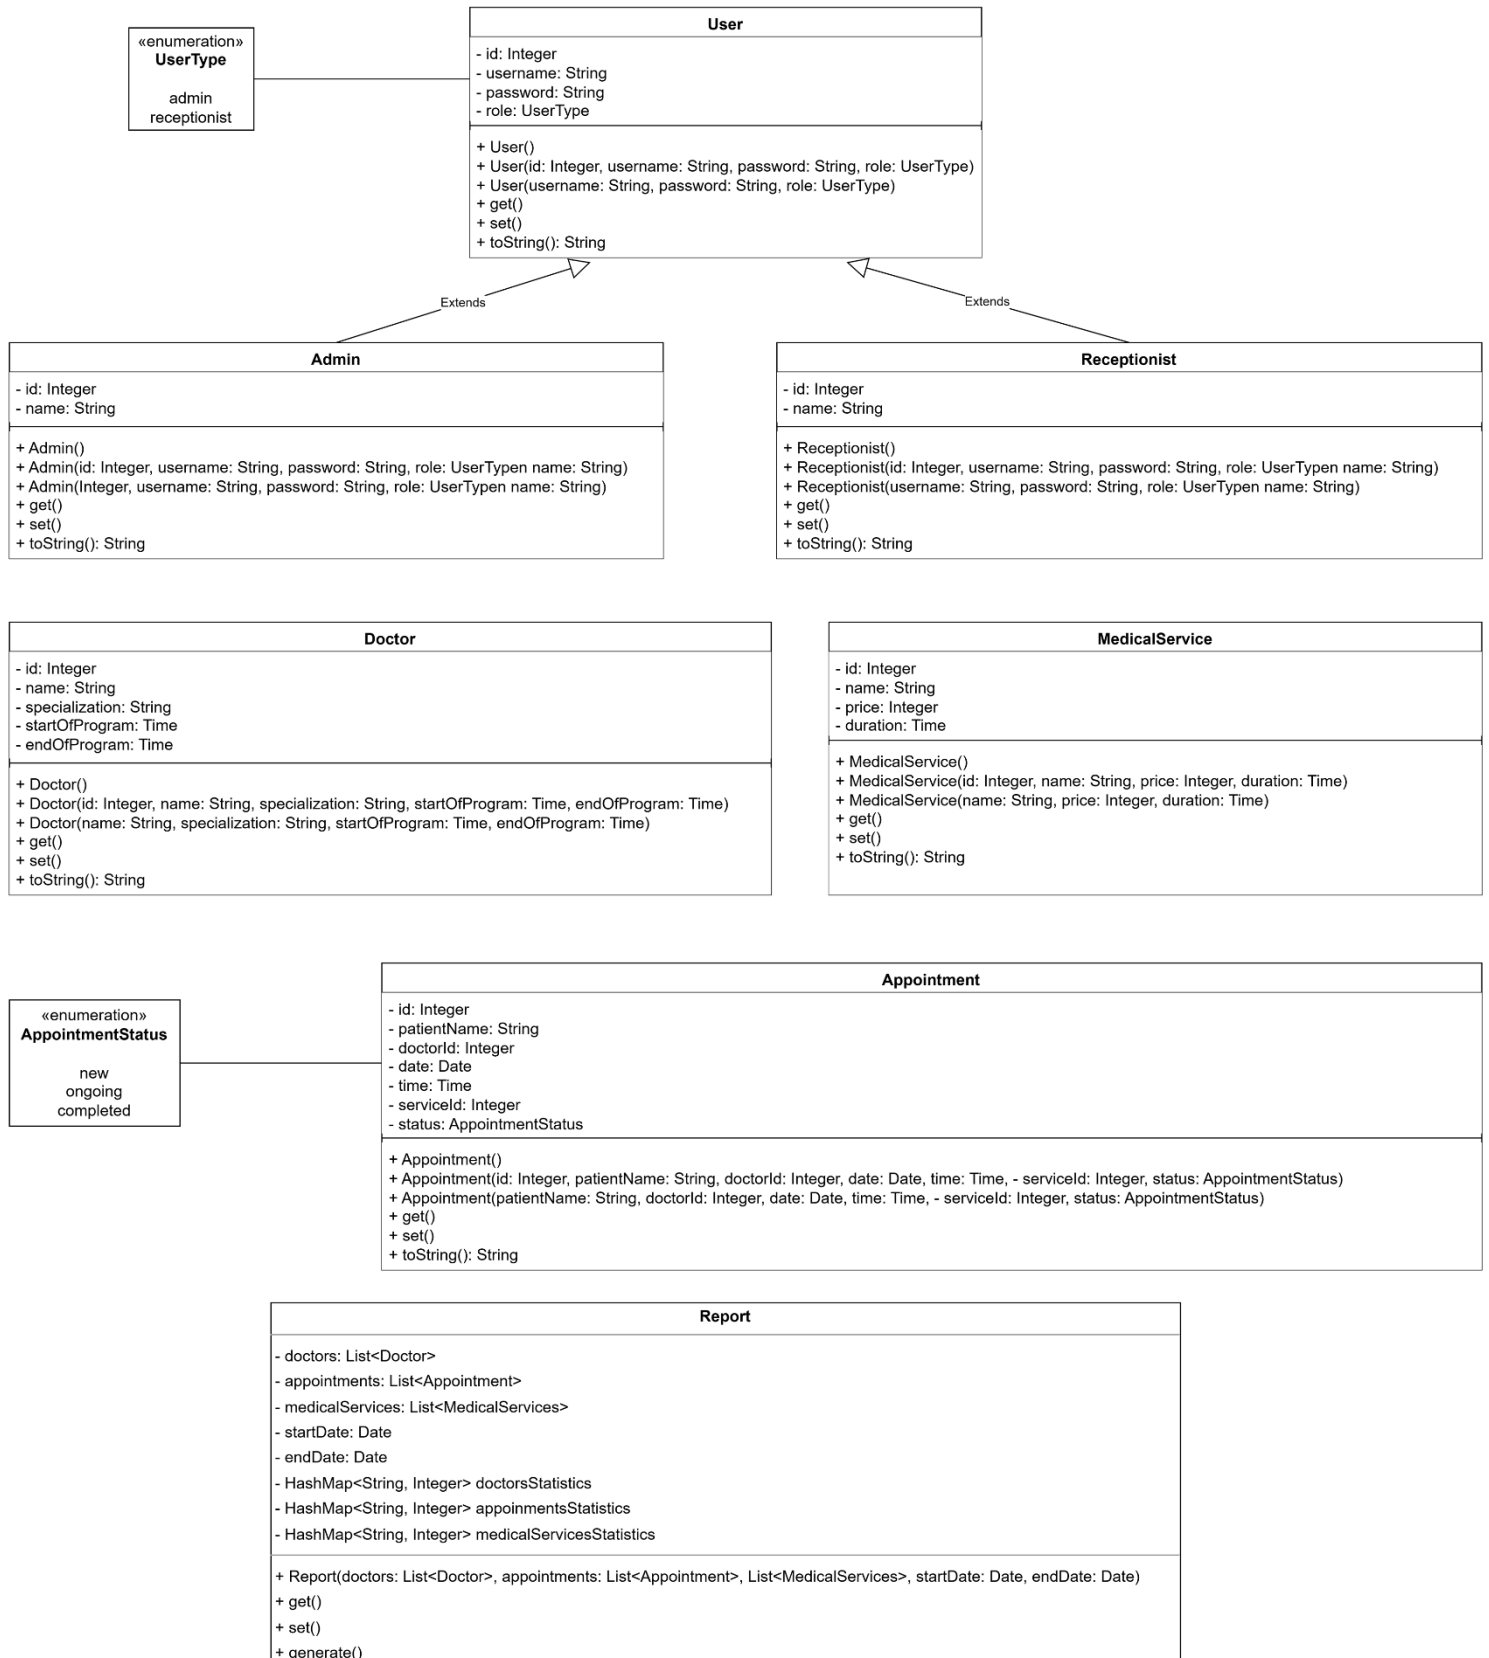 «enumeration»
UserType
admin
receptionist
User
- id: Integer
- username: String
- password: String
- role: UserType
+ User()
+ User(id: Integer, username: String, password: String, role: UserType)
+ User(username: String, password: String, role: UserType)
+ get()
+ set()
+ toString(): String
Extends
Extends
Admin
- id: Integer
- name: String
+ Admin()
+ Admin(id: Integer, username: String, password: String, role: UserTypen name: String)
+ Admin(Integer, username: String, password: String, role: UserTypen name: String)
+ get()
+ set()
+ toString(): String
Receptionist
- id: Integer
- name: String
+ Receptionist()
+ Receptionist(id: Integer, username: String, password: String, role: UserTypen name: String)
+ Receptionist(username: String, password: String, role: UserTypen name: String)
+ get()
+ set()
+ toString(): String
Doctor
- id: Integer
- name: String
- specialization: String
- startOfProgram: Time
- endOfProgram: Time
+ Doctor()
+ Doctor(id: Integer, name: String, specialization: String, startOfProgram: Time, endOfProgram: Time)
+ Doctor(name: String, specialization: String, startOfProgram: Time, endOfProgram: Time)
+ get()
+ set()
+ toString(): String
MedicalService
- id: Integer
- name: String
- price: Integer
- duration: Time
+ MedicalService()
+ MedicalService(id: Integer, name: String, price: Integer, duration: Time)
+ MedicalService(name: String, price: Integer, duration: Time)
+ get()
+ set()
+ toString(): String
«enumeration»
AppointmentStatus
new
ongoing
completed
Appointment
- id: Integer
- patientName: String
- doctorId: Integer
- date: Date
- time: Time
- serviceId: Integer
- status: AppointmentStatus
+ Appointment()
+ Appointment(id: Integer, patientName: String, doctorId: Integer, date: Date, time: Time, - serviceId: Integer, status: AppointmentStatus)
+ Appointment(patientName: String, doctorId: Integer, date: Date, time: Time, - serviceId: Integer, status: AppointmentStatus)
+ get()
+ set()
+ toString(): String
Report
- doctors: List<Doctor>
- appointments: List<Appointment>
- medicalServices: List<MedicalServices>
- startDate: Date
- endDate: Date
- HashMap<String, Integer> doctorsStatistics
- HashMap<String, Integer> appoinmentsStatistics
- HashMap<String, Integer> medicalServicesStatistics
+ Report(doctors: List<Doctor>, appointments: List<Appointment>, List<MedicalServices>, startDate: Date, endDate: Date)
+ get()
+ set()
+ generate()